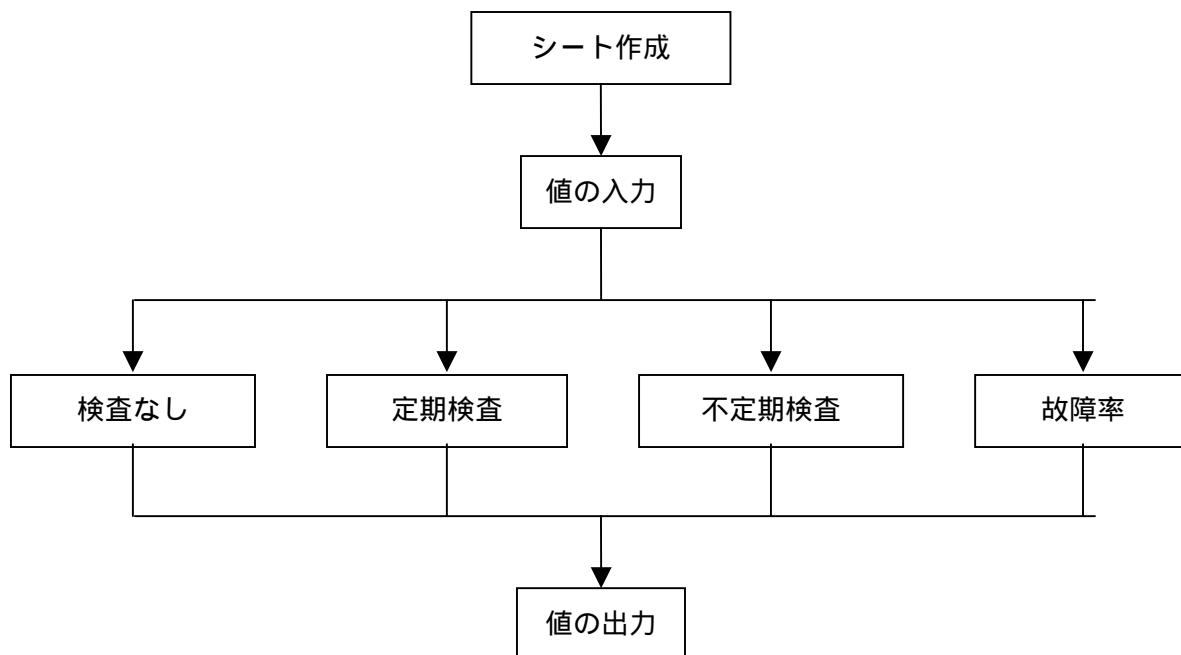 シート作成
値の入力
検査なし
定期検査
不定期検査
故障率
値の出力